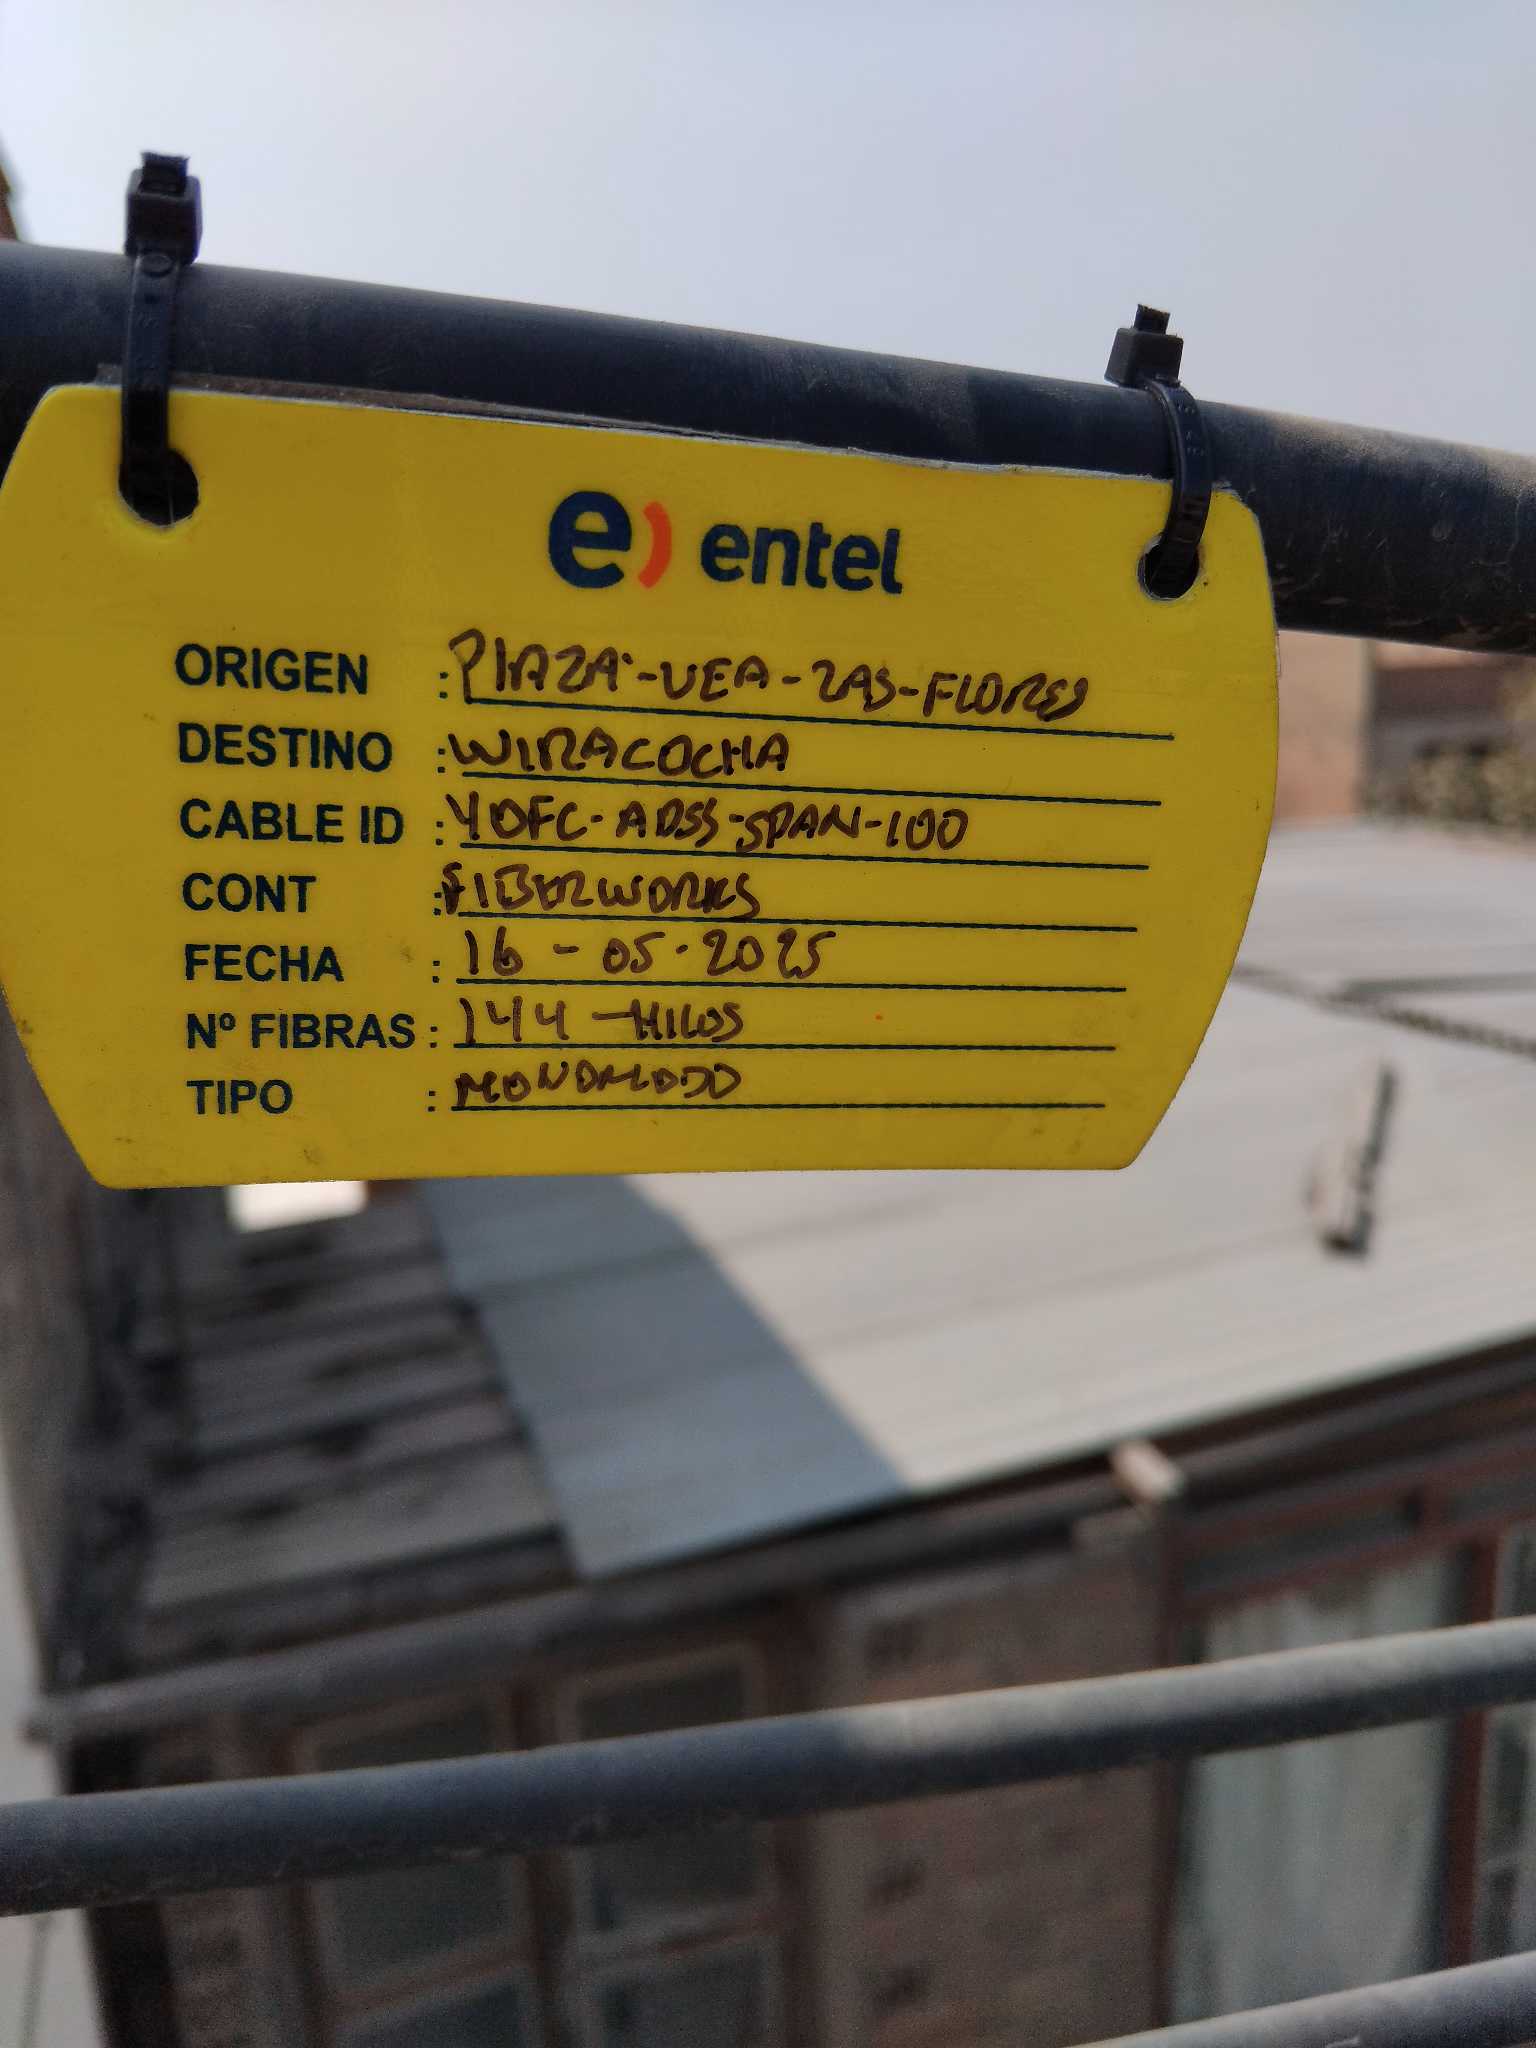 e) entel
ORIGEN : PLAZA-VEA-LAS-FLORES
DESTINO : WIRACOCHA
CABLE ID : YOFC-ADSS-SPAN-100
CONT : FIBERWORKS
FECHA : 16-05-2025
Nº FIBRAS : 144-HILOS
TIPO : MONOMODO